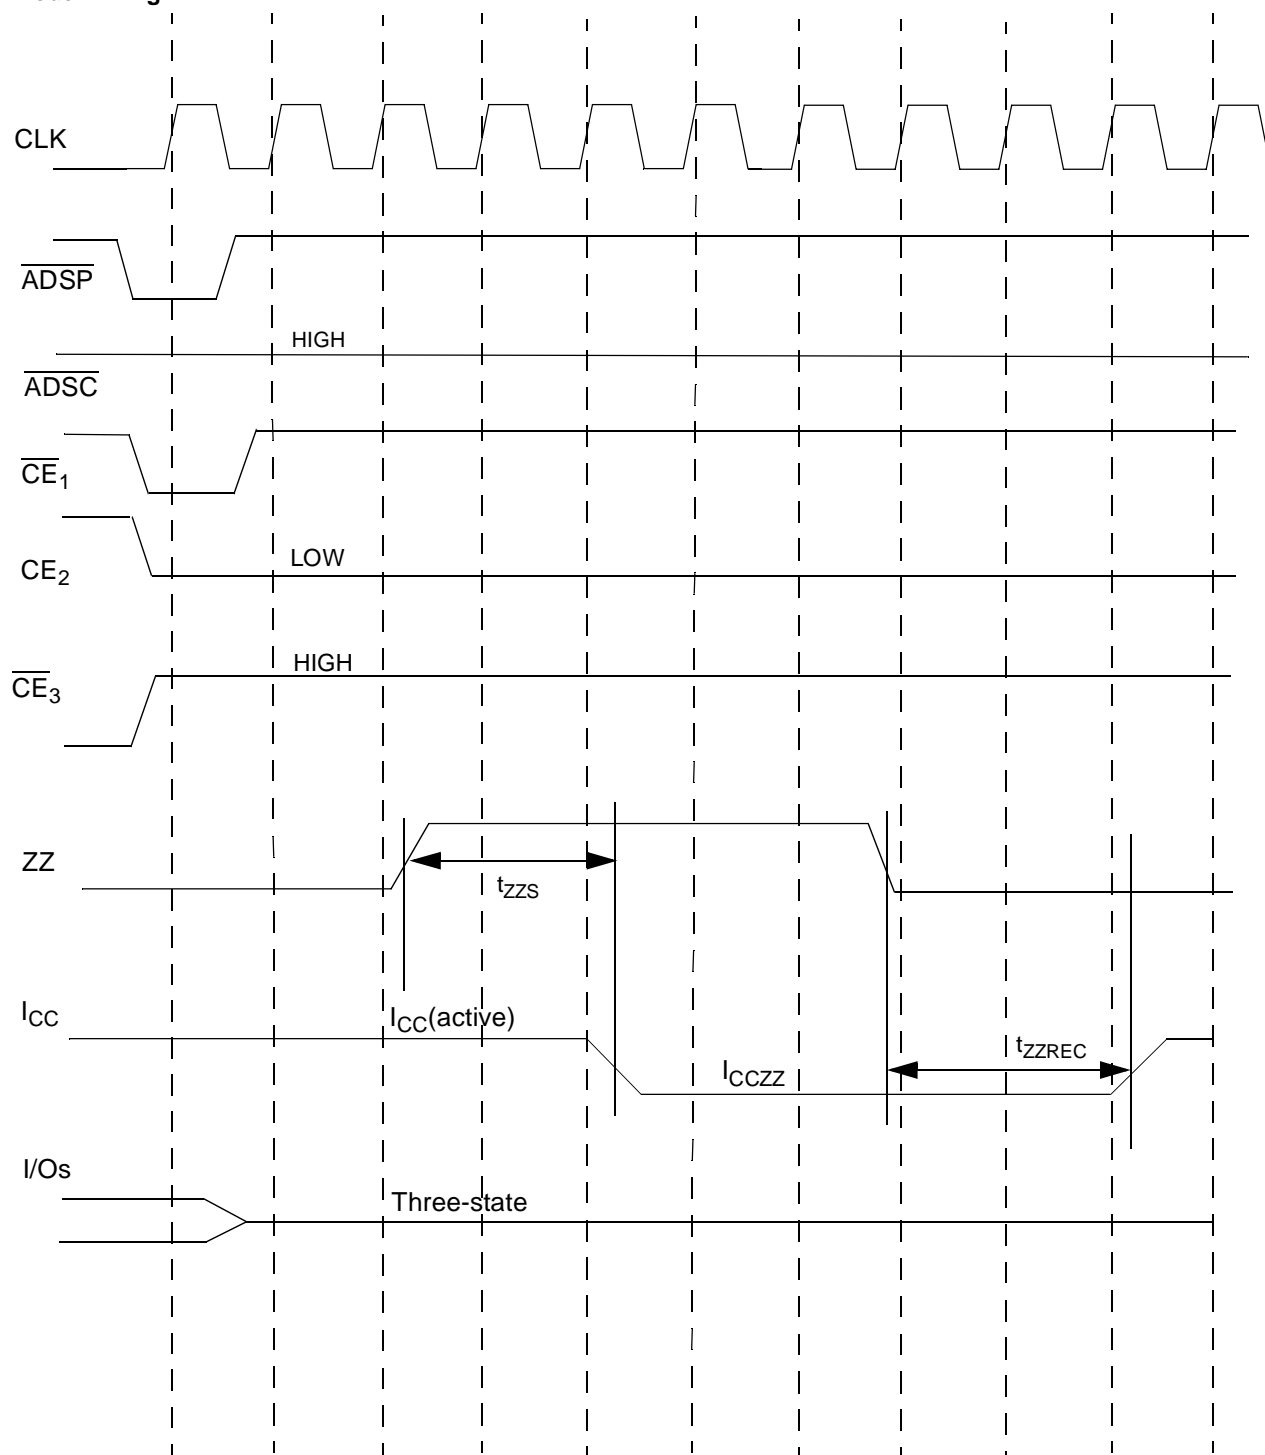 CLK
ADSP
HIGH
ADSC
CE1
LOW
CE2
HIGH
CE3
ZZ
tZZS
ICC
ICC(active)
tZZREC
ICCZZ
I/Os
Three-state